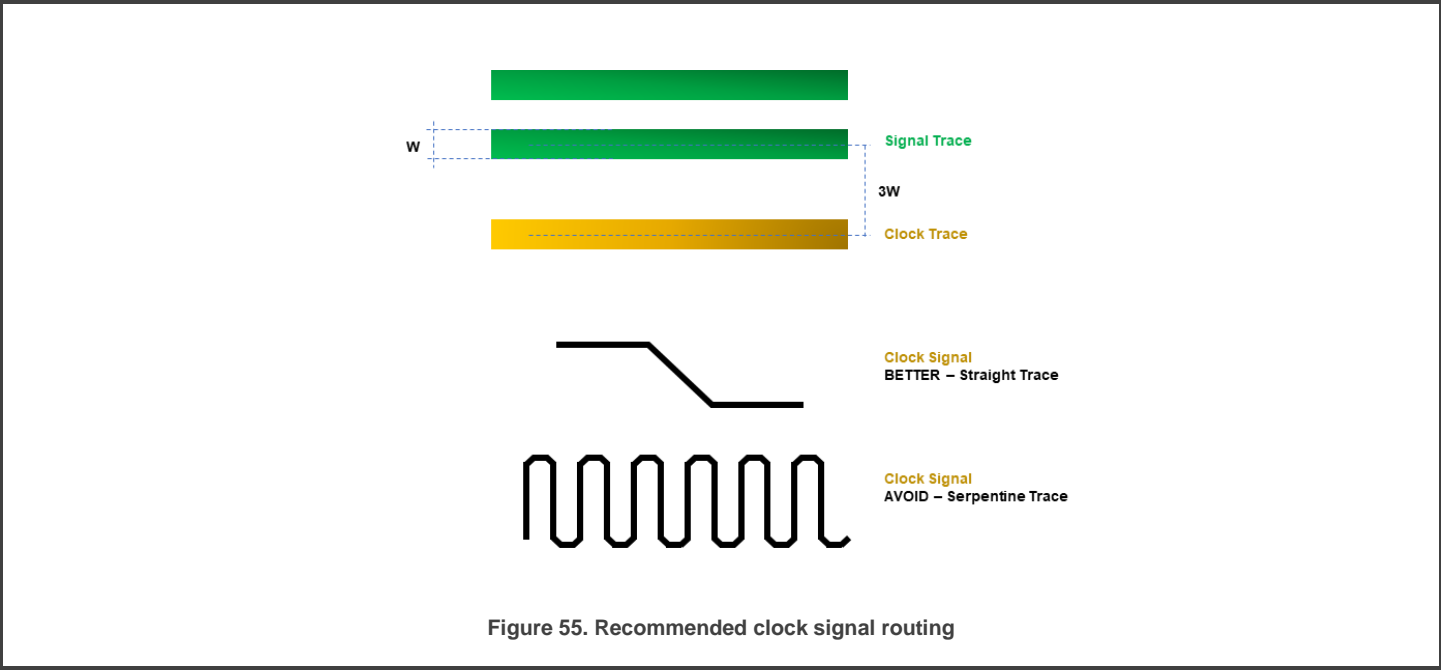 W
Signal Trace
3W
Clock Trace
Clock Signal
BETTER – Straight Trace
Clock Signal
AVOID – Serpentine Trace
Figure 55. Recommended clock signal routing